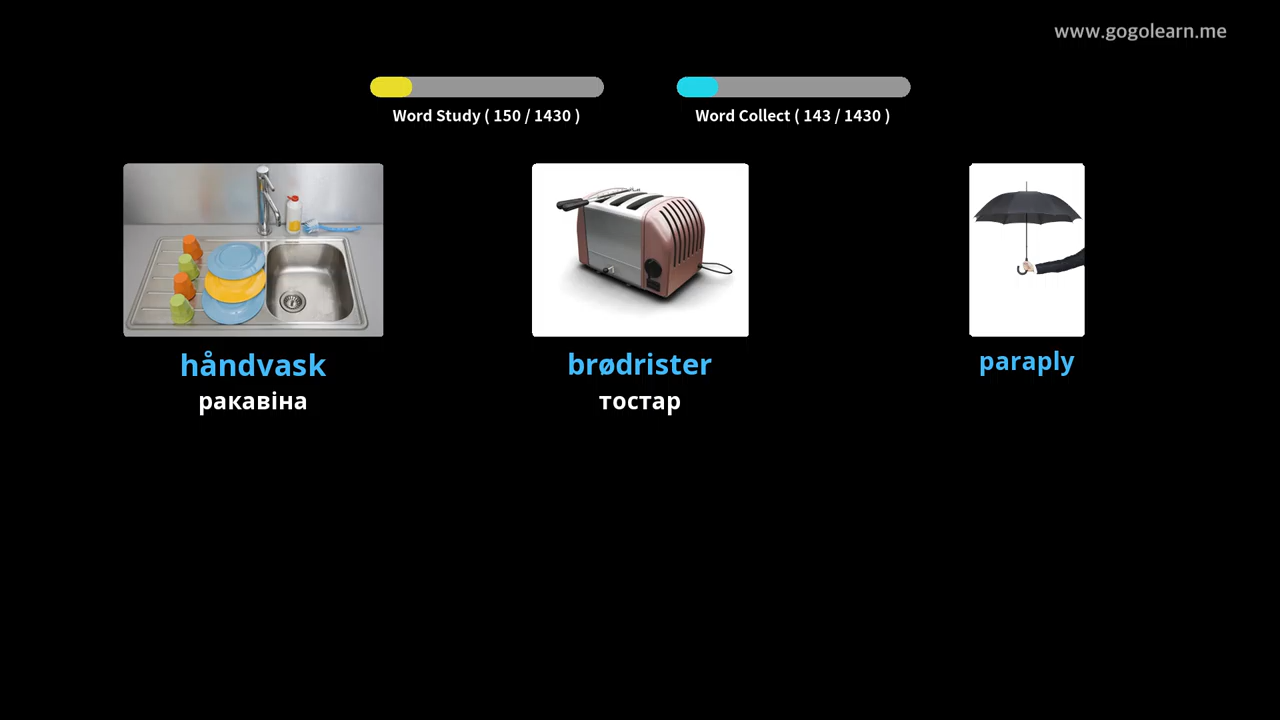 www.gogolearn.me
Word Study ( 150 / 1430 )
Word Collect ( 143 / 1430 )
håndvask
ракавіна
brødrister
тостар
paraply